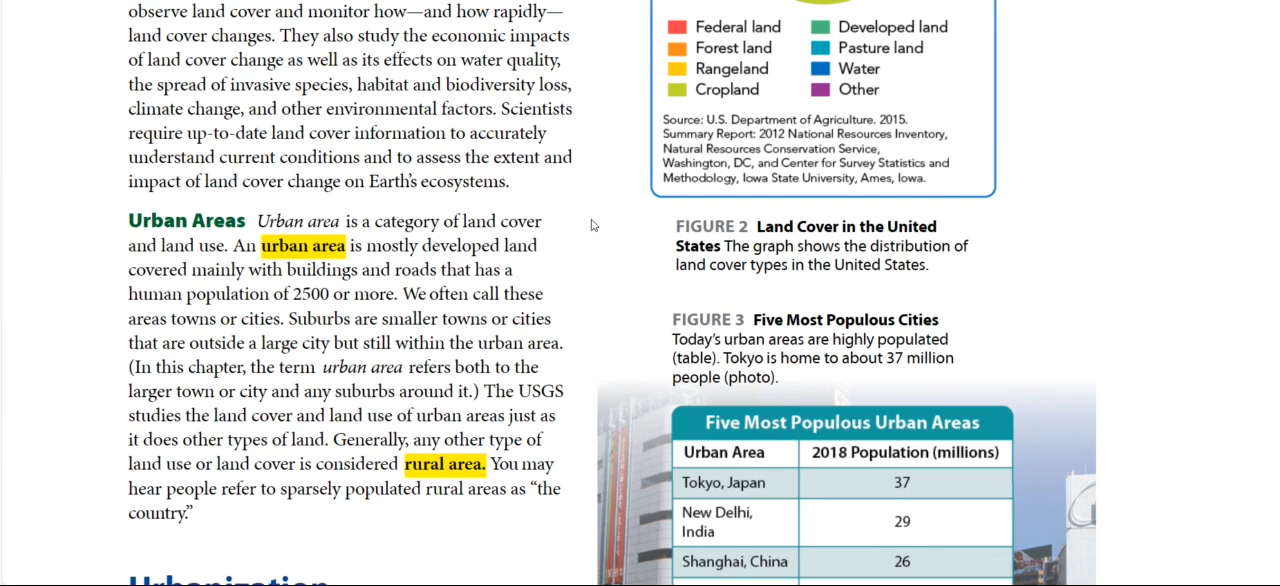 observe land cover and monitor how—and how rapidly—
land cover changes. They also study the economic impacts
of land cover change as well as its effects on water quality,
the spread of invasive species, habitat and biodiversity loss,
climate change, and other environmental factors. Scientists
require up-to-date land cover information to accurately
understand current conditions and to assess the extent and
impact of land cover change on Earth's ecosystems.
Urban Areas Urban area is a category of land cover
and land use. An urban area is mostly developed land
covered mainly with buildings and roads that has a
human population of 2500 or more. We often call these
areas towns or cities. Suburbs are smaller towns or cities
that are outside a large city but still within the urban area.
(In this chapter, the term urban area refers both to the
larger town or city and any suburbs around it.) The USGS
studies the land cover and land use of urban areas just as
it does other types of land. Generally, any other type of
land use or land cover is considered rural area. You may
hear people refer to sparsely populated rural areas as “the
country.”
Urbanization
Federal land
Forest land
Rangeland
Cropland
Developed land
Pasture land
Water
Other
Source: U.S. Department of Agriculture. 2015.
Summary Report: 2012 National Resources Inventory,
Natural Resources Conservation Service,
Washington, DC, and Center for Survey Statistics and
Methodology, Iowa State University, Ames, Iowa.
FIGURE 2 Land Cover in the United
States The graph shows the distribution of
land cover types in the United States.
FIGURE 3 Five Most Populous Cities
Today's urban areas are highly populated
(table). Tokyo is home to about 37 million
people (photo).
Five Most Populous Urban Areas
Urban Area 2018 Population (millions)
Tokyo, Japan 37
New Delhi,
India 29
Shanghai, China 26